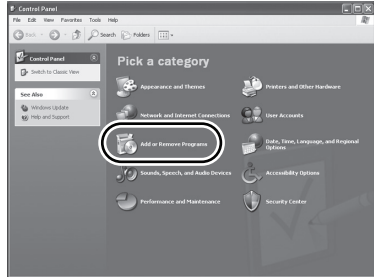 Control Panel
File Edit View Favorites Tools Help
Back Search Folders
Control Panel
Switch to Classic View
See Also
Windows Update
Help and Support
Pick a category
Appearance and Themes
Printers and Other Hardware
Network and Internet Connections
User Accounts
Add or Remove Programs
Date, Time, Language, and Regional
Options
Sounds, Speech, and Audio Devices
Accessibility Options
Performance and Maintenance
Security Center